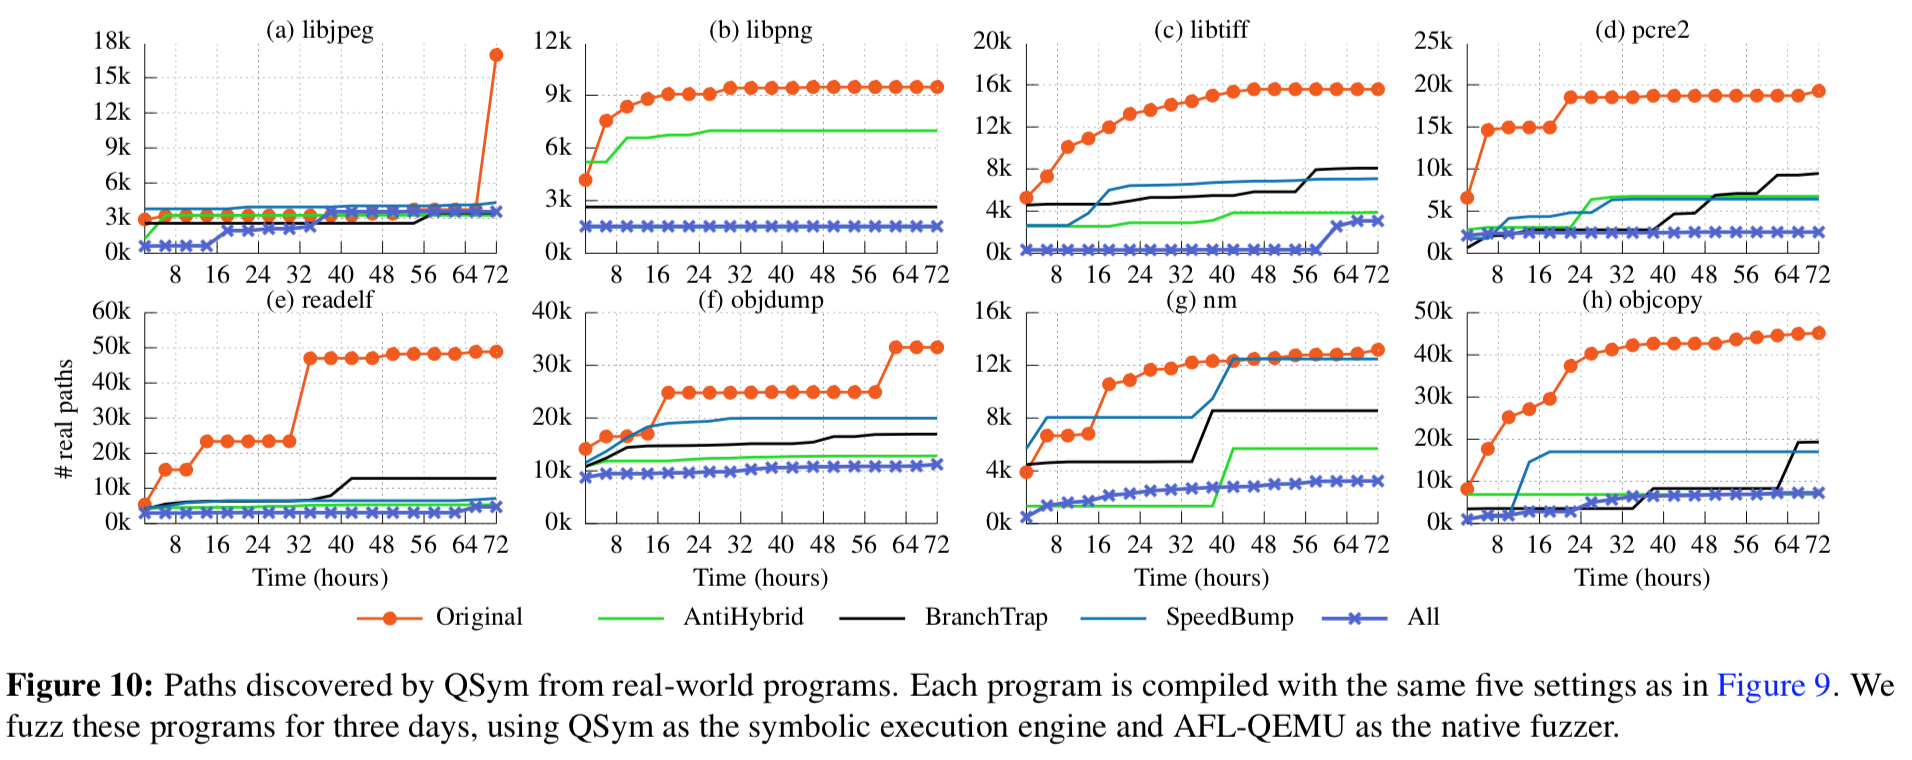 (a) libjpeg
18k
15k
12k
9k
6k
3k
0k
8 16 24 32 40 48 56 64 72
(b) libpng
12k
9k
6k
3k
0k
8 16 24 32 40 48 56 64 72
(c) libtiff
20k
16k
12k
8k
4k
0k
8 16 24 32 40 48 56 64 72
(d) pcre2
25k
20k
15k
10k
5k
0k
8 16 24 32 40 48 56 64 72
# real paths
(e) readelf
60k
50k
40k
30k
20k
10k
0k
8 16 24 32 40 48 56 64 72
Time (hours)
(f) objdump
40k
30k
20k
10k
0k
8 16 24 32 40 48 56 64 72
Time (hours)
(g) nm
16k
12k
8k
4k
0k
8 16 24 32 40 48 56 64 72
Time (hours)
(h) objcopy
50k
40k
30k
20k
10k
0k
8 16 24 32 40 48 56 64 72
Time (hours)
Original AntiHybrid BranchTrap SpeedBump All
Figure 10: Paths discovered by QSym from real-world programs. Each program is compiled with the same five settings as in Figure 9. We
fuzz these programs for three days, using QSym as the symbolic execution engine and AFL-QEMU as the native fuzzer.